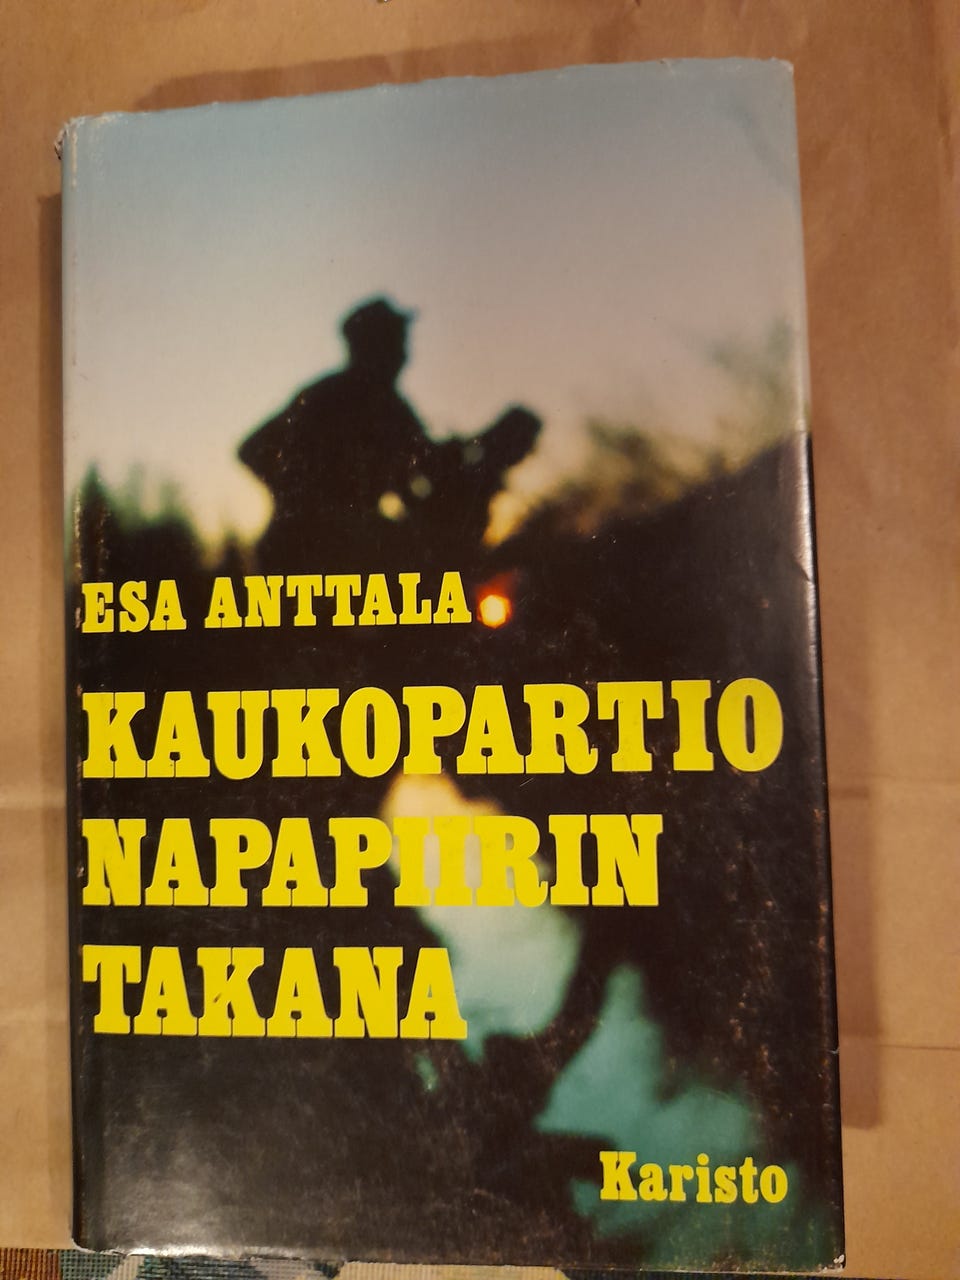 ESA ANTTALA
KAUKOPARTIO
NAPAPIIRIN
TAKANA
Karisto